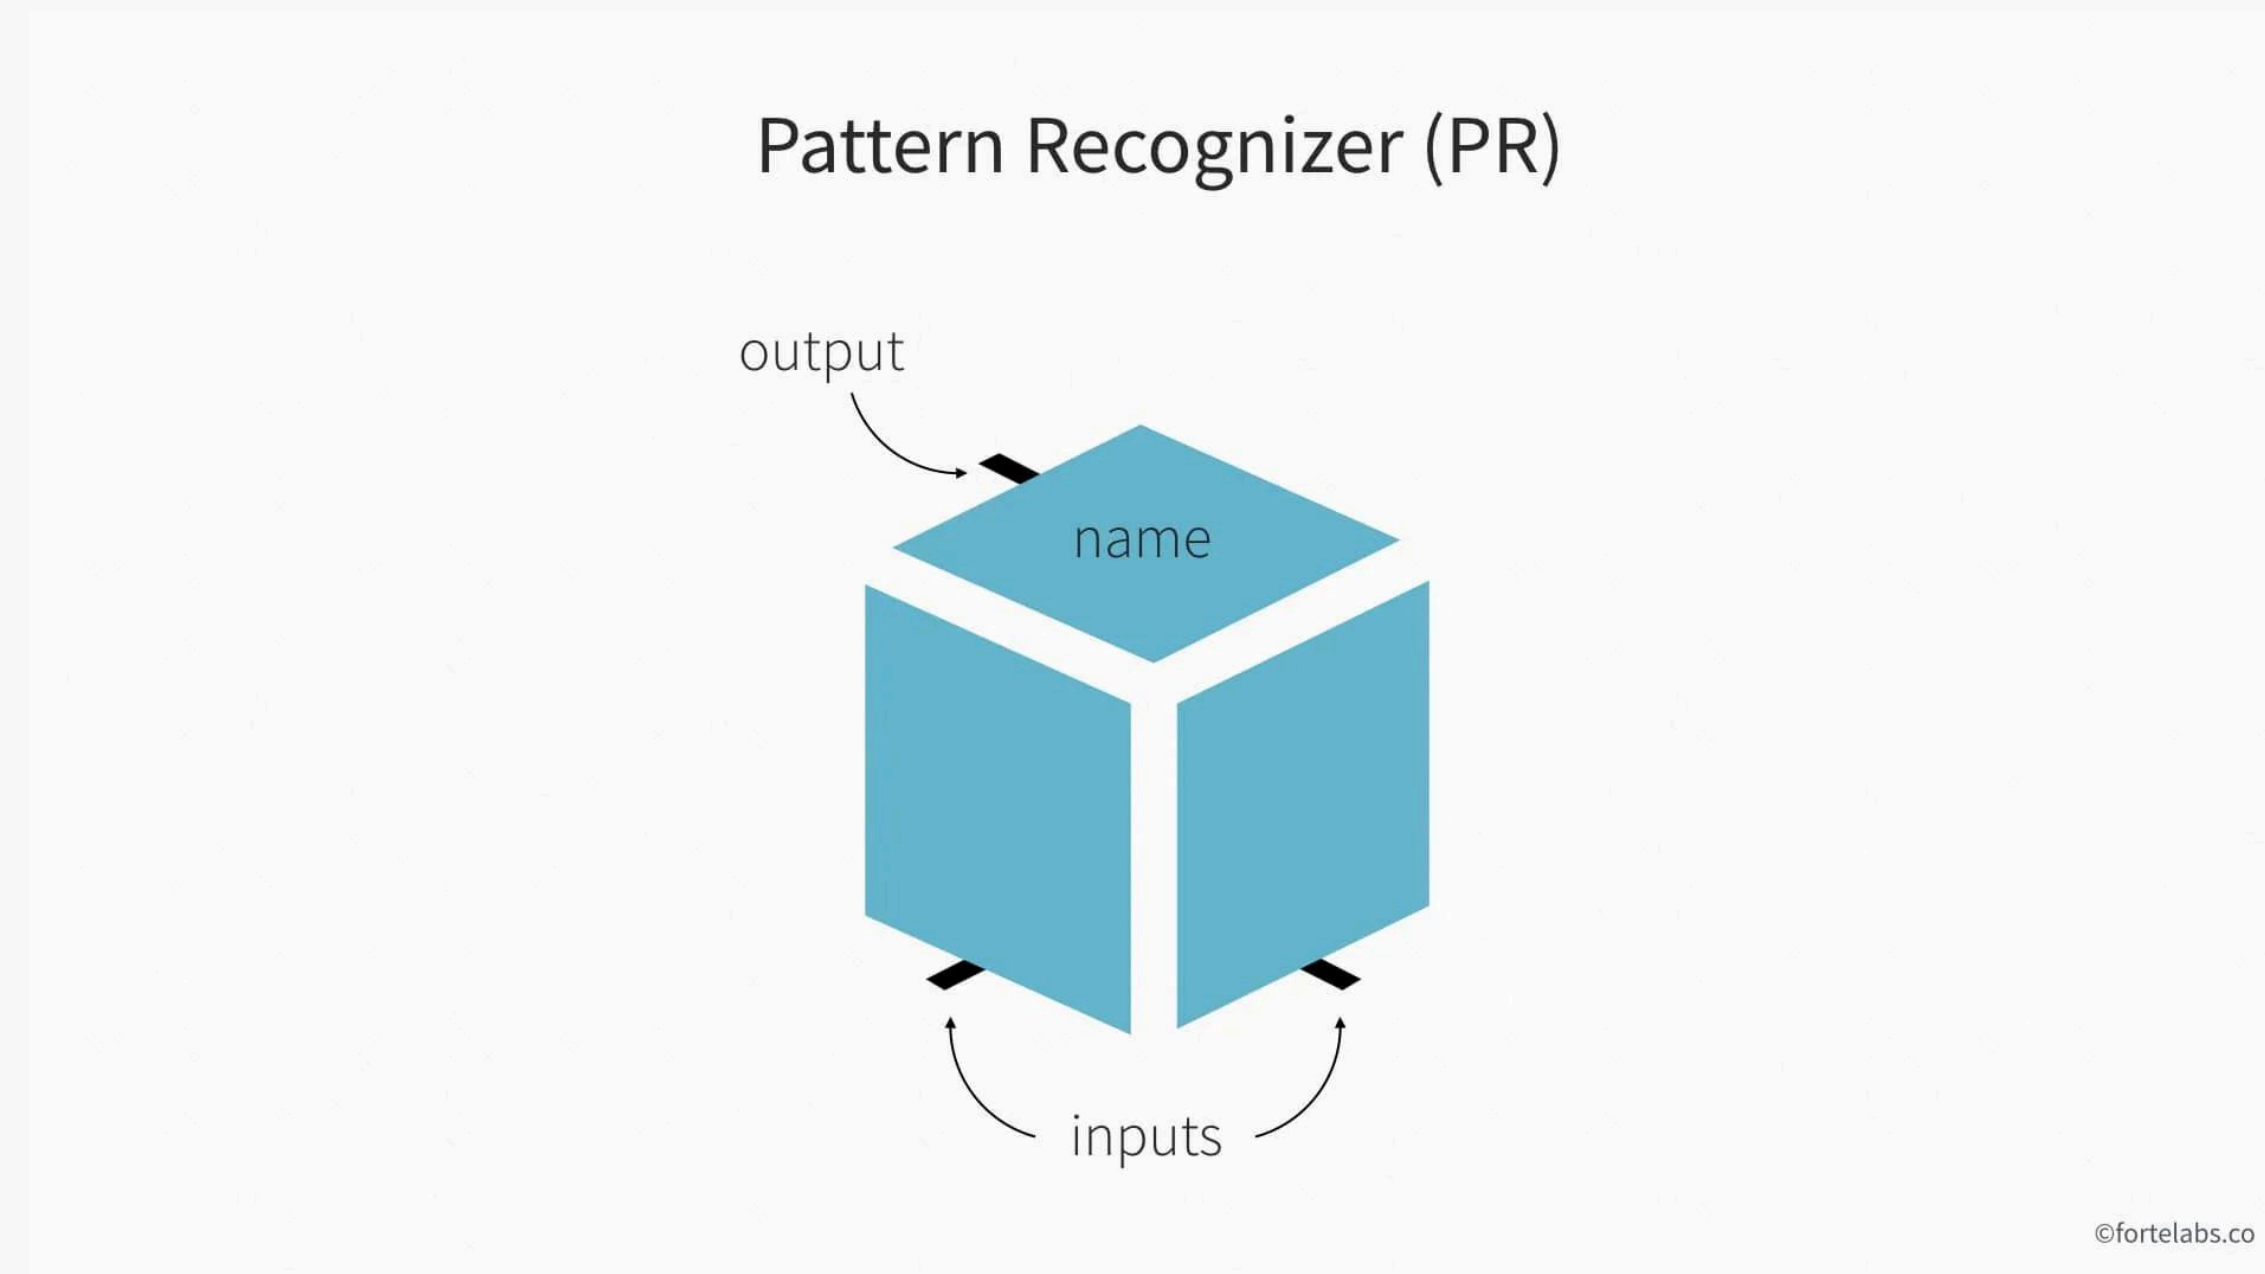 Pattern Recognizer (PR)
output
name
inputs
©fortelabs.co